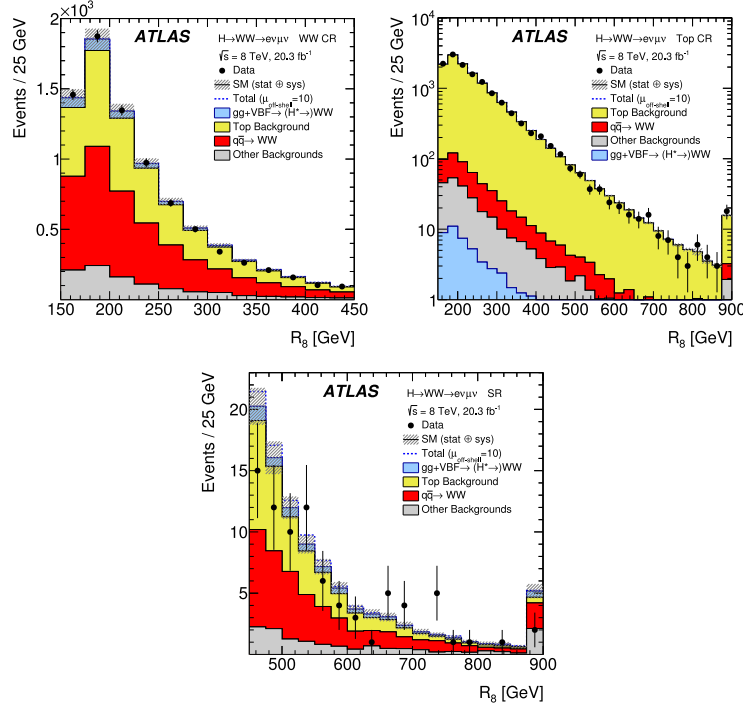 ×10³
ATLAS
H→WW→eνμν WW CR
√s = 8 TeV, 20.3 fb⁻¹
Data
SM (stat ⊕ sys)
Total (μoff-shell=10)
gg+VBF→ (H*→)WW
Top Background
qq̄→ WW
Other Backgrounds
Events / 25 GeV
1.5
1
0.5
150 200 250 300 350 400 450
R₈ [GeV]
ATLAS
H→WW→eνμν Top CR
√s = 8 TeV, 20.3 fb⁻¹
Data
SM (stat ⊕ sys)
Total (μoff-shell=10)
Top Background
qq̄→ WW
Other Backgrounds
gg+VBF→ (H*→)WW
Events / 25 GeV
10⁴
10³
10²
10
1
200 300 400 500 600 700 800 900
R₈ [GeV]
ATLAS
H→WW→eνμν SR
√s = 8 TeV, 20.3 fb⁻¹
Data
SM (stat ⊕ sys)
Total (μoff-shell=10)
gg+VBF→ (H*→)WW
Top Background
qq̄→ WW
Other Backgrounds
Events / 25 GeV
20
15
10
5
500 600 700 800 900
R₈ [GeV]